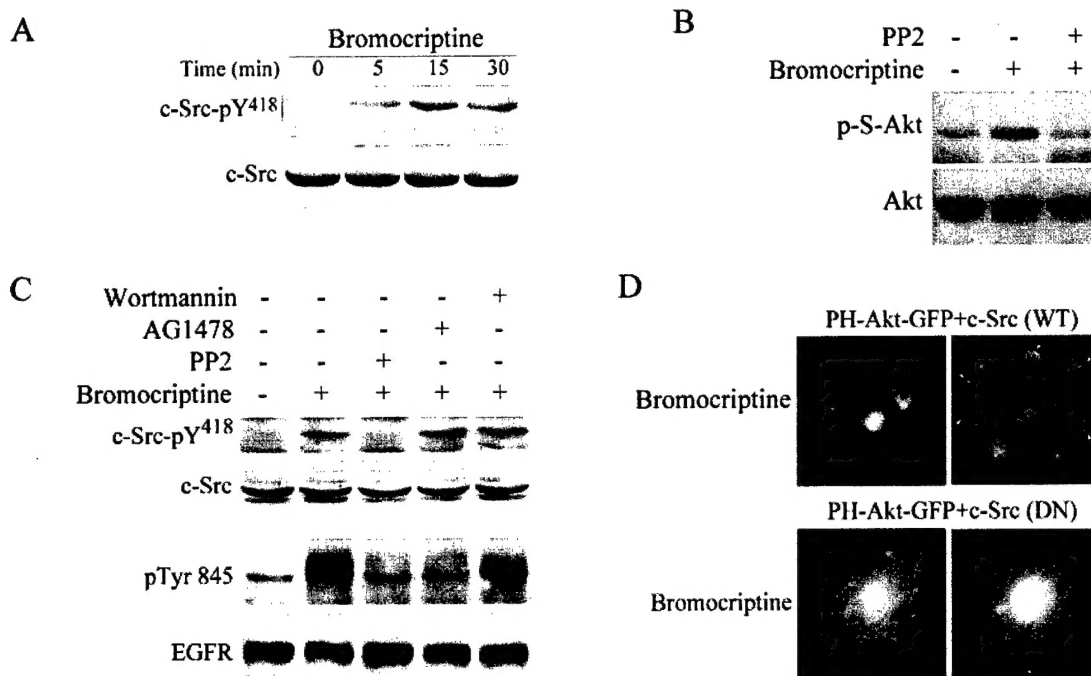 A
Bromocriptine
Time (min) 0 5 15 30
c-Src-pY418
c-Src
B
PP2 - - +
Bromocriptine - + +
p-S-Akt
Akt
C
Wortmannin - - - - +
AG1478 - - - + -
PP2 - - + - -
Bromocriptine - + + + +
c-Src-pY418
c-Src
pTyr 845
EGFR
D
PH-Akt-GFP+c-Src (WT)
Bromocriptine
PH-Akt-GFP+c-Src (DN)
Bromocriptine